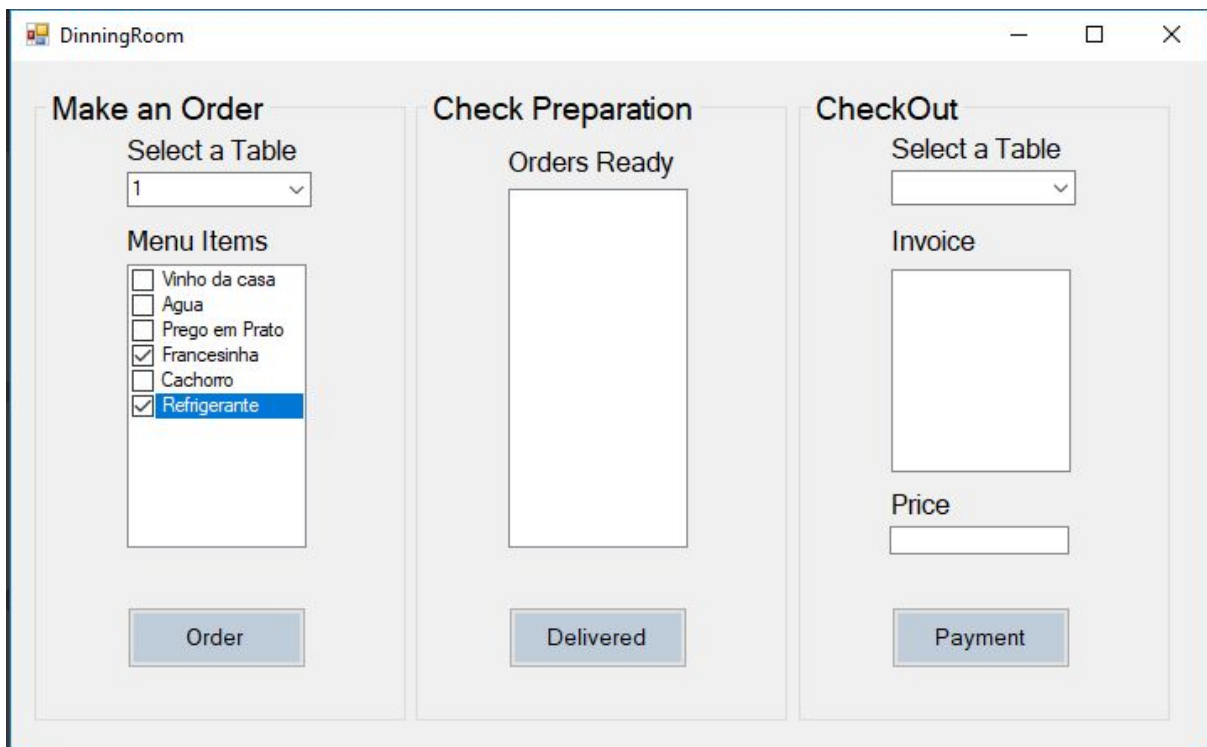 DinningRoom
Make an Order
Select a Table
1
Menu Items
Vinho da casa
Agua
Prego em Prato
Francesinha
Cachorro
Refrigerante
Order
Check Preparation
Orders Ready
Delivered
CheckOut
Select a Table
Invoice
Price
Payment